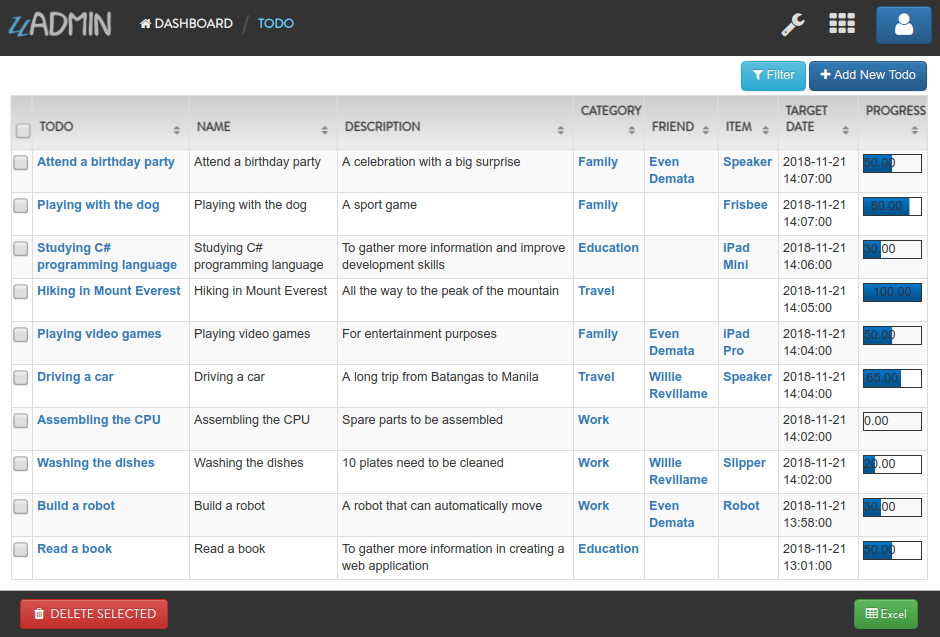 uADMIN
DASHBOARD / TODO
Filter
Add New Todo
TODO NAME DESCRIPTION CATEGORY FRIEND ITEM TARGET DATE PROGRESS
Attend a birthday party Attend a birthday party A celebration with a big surprise Family Even Speaker 2018-11-21 50.00
Demata 14:07:00
Playing with the dog Playing with the dog A sport game Family Frisbee 2018-11-21 80.00
14:07:00
Studying C# Studying C# To gather more information and improve Education iPad 2018-11-21 30.00
programming language programming language development skills Mini 14:06:00
Hiking in Mount Everest Hiking in Mount Everest All the way to the peak of the mountain Travel 2018-11-21 100.00
14:05:00
Playing video games Playing video games For entertainment purposes Family Even iPad 2018-11-21 50.00
Demata Pro 14:04:00
Driving a car Driving a car A long trip from Batangas to Manila Travel Willie Speaker 2018-11-21 65.00
Revillame 14:04:00
Assembling the CPU Assembling the CPU Spare parts to be assembled Work 2018-11-21 0.00
14:02:00
Washing the dishes Washing the dishes 10 plates need to be cleaned Work Willie Slipper 2018-11-21 20.00
Revillame 14:02:00
Build a robot Build a robot A robot that can automatically move Work Even Robot 2018-11-21 30.00
Demata 13:58:00
Read a book Read a book To gather more information in creating a Education 2018-11-21 50.00
web application 13:01:00
DELETE SELECTED
Excel